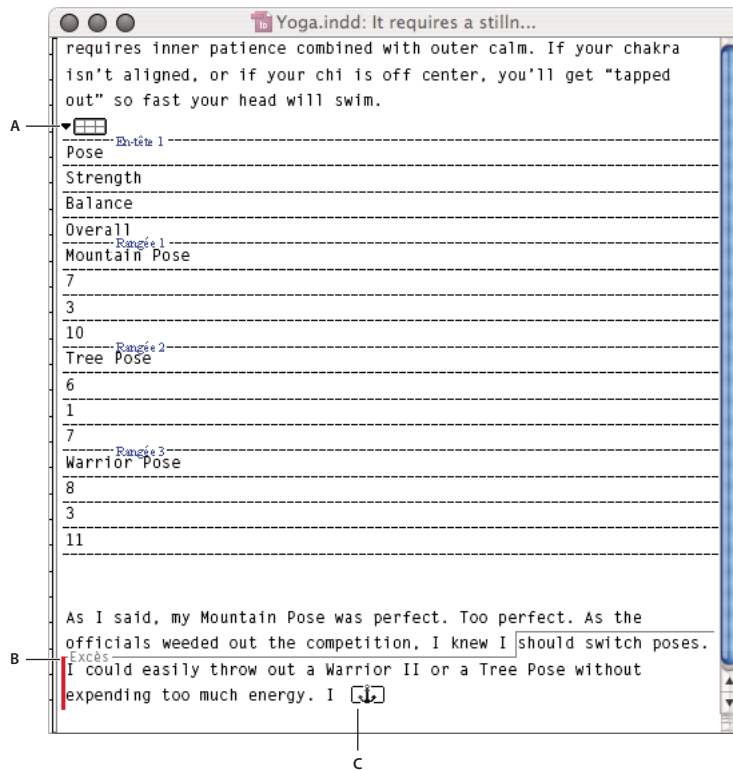 Yoga.indd: It requires a stilln...
requires inner patience combined with outer calm. If your chakra
isn't aligned, or if your chi is off center, you'll get “tapped
out” so fast your head will swim.
A
En-tête 1
Pose
Strength
Balance
Overall
Rangée 1
Mountain Pose
7
3
10
Rangée 2
Tree Pose
6
1
7
Rangée 3
Warrior Pose
8
3
11
As I said, my Mountain Pose was perfect. Too perfect. As the
officials weeded out the competition, I knew I should switch poses.
B
Excès
I could easily throw out a Warrior II or a Tree Pose without
expending too much energy. I
C